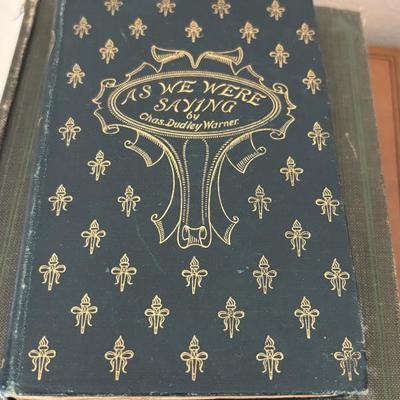 AS WE WERE
SAYING
by
Chas. Dudley Warner.